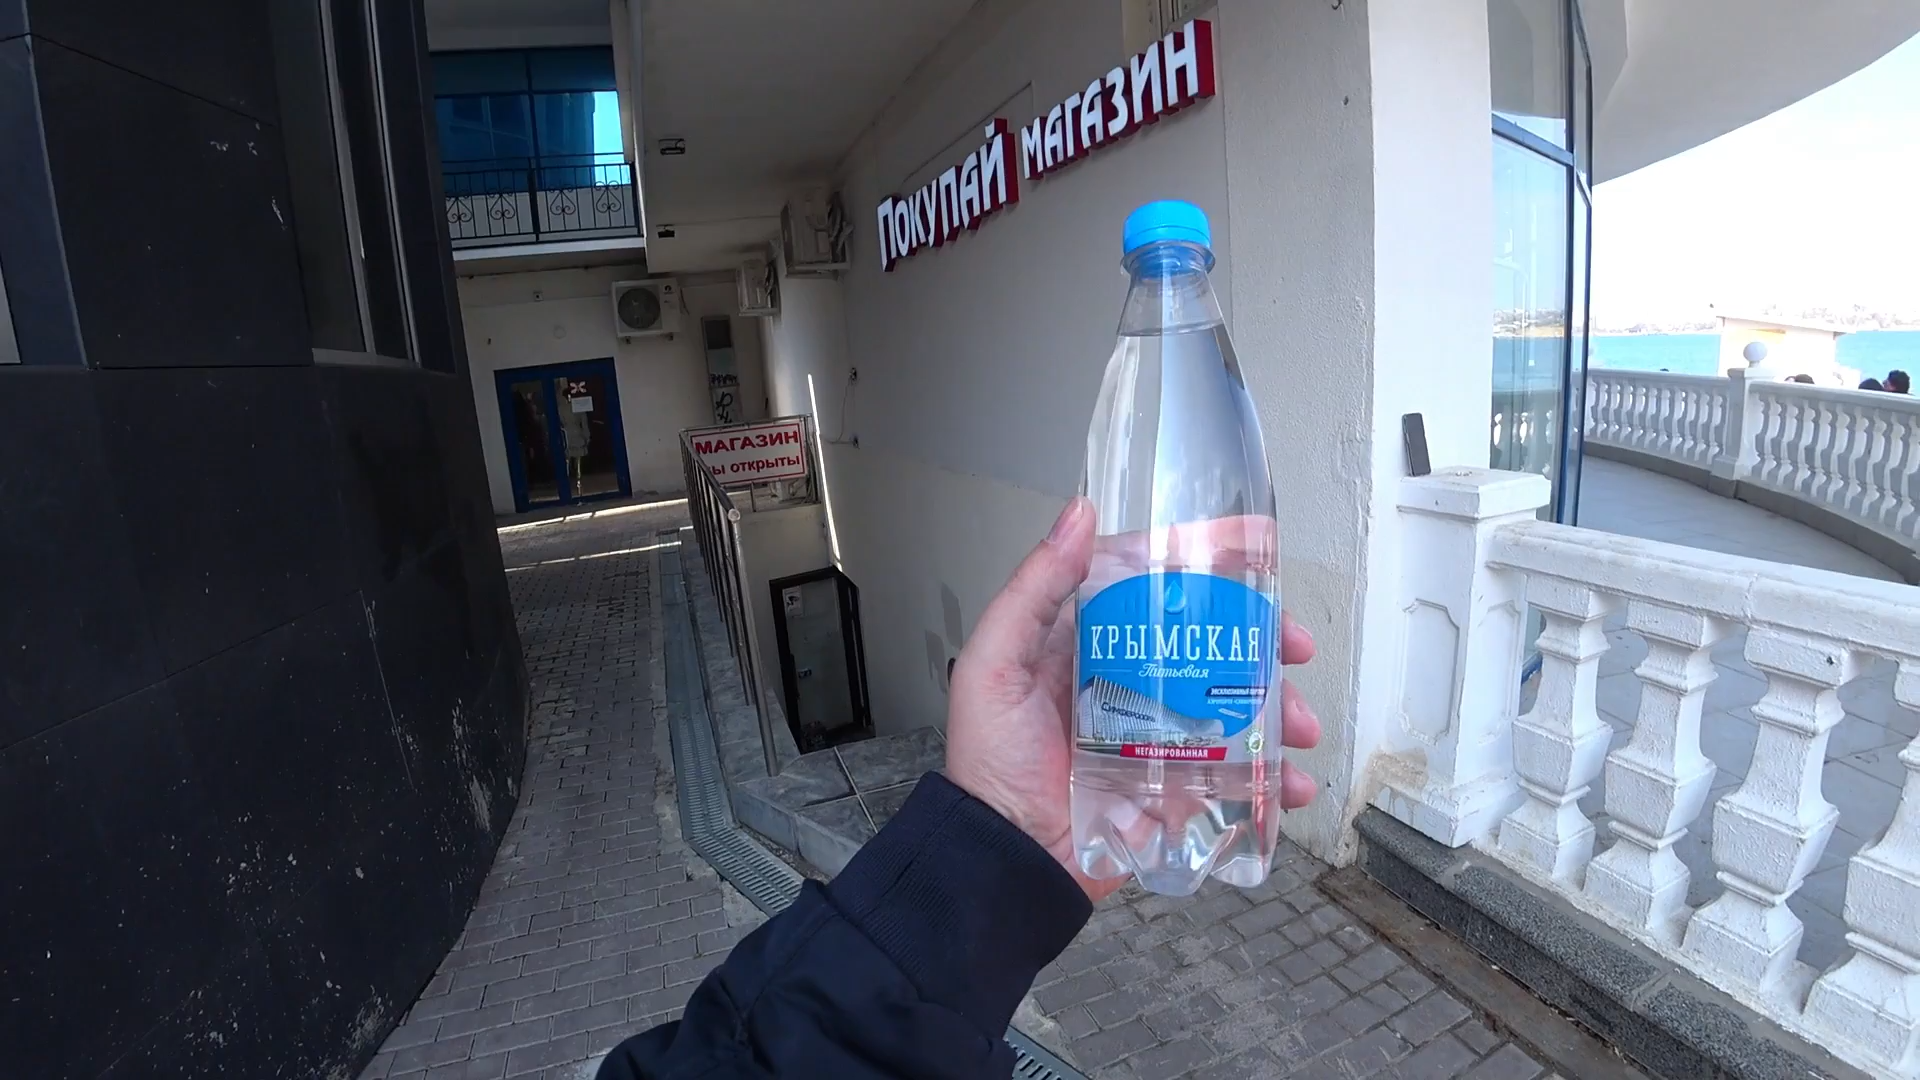 ПОКУПАЙ МАГАЗИН
МАГАЗИН
ы открыты
КРЫМСКАЯ
Питьевая
НЕГАЗИРОВАННАЯ